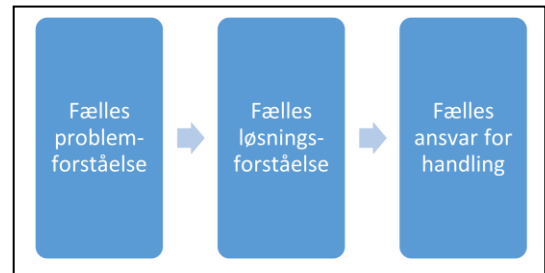 Fælles
problem-
forståelse
Fælles
løsnings-
forståelse
Fælles
ansvar for
handling